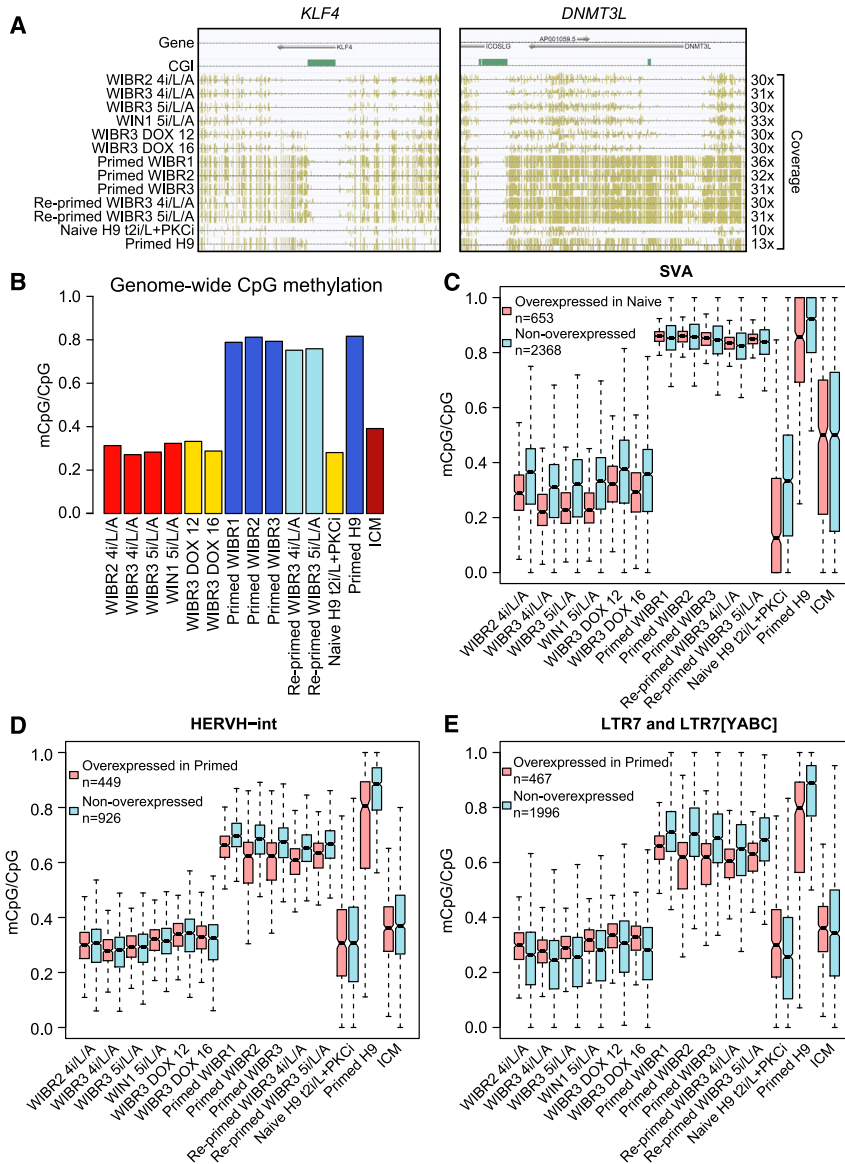 A
KLF4
DNMT3L
Gene
KLF4
AP001059.5
ICOSLG
DNMT3L
CGI
WIBR2 4i/L/A
30x
WIBR3 4i/L/A
31x
WIBR3 5i/L/A
30x
WIN1 5i/L/A
33x
WIBR3 DOX 12
30x
WIBR3 DOX 16
30x
Primed WIBR1
36x
Primed WIBR2
32x
Primed WIBR3
31x
Re-primed WIBR3 4i/L/A
30x
Re-primed WIBR3 5i/L/A
31x
Naive H9 t2i/L+PKCi
10x
Primed H9
13x
Coverage
B
Genome-wide CpG methylation
mCpG/CpG
1.0
0.8
0.6
0.4
0.2
0.0
WIBR2 4i/L/A
WIBR3 4i/L/A
WIBR3 5i/L/A
WIN1 5i/L/A
WIBR3 DOX 12
WIBR3 DOX 16
Primed WIBR1
Primed WIBR2
Primed WIBR3
Re-primed WIBR3 4i/L/A
Re-primed WIBR3 5i/L/A
Naive H9 t2i/L+PKCi
Primed H9
ICM
C
SVA
Overexpressed in Naive
n=653
Non-overexpressed
n=2368
mCpG/CpG
1.0
0.8
0.6
0.4
0.2
0.0
WIBR2 4i/L/A
WIBR3 4i/L/A
WIBR3 5i/L/A
WIN1 5i/L/A
WIBR3 DOX 12
WIBR3 DOX 16
Primed WIBR1
Primed WIBR2
Primed WIBR3
Re-primed WIBR3 4i/L/A
Re-primed WIBR3 5i/L/A
Naive H9 t2i/L+PKCi
Primed H9
ICM
D
HERVH-int
Overexpressed in Primed
n=449
Non-overexpressed
n=926
mCpG/CpG
1.0
0.8
0.6
0.4
0.2
0.0
WIBR2 4i/L/A
WIBR3 4i/L/A
WIBR3 5i/L/A
WIN1 5i/L/A
WIBR3 DOX 12
WIBR3 DOX 16
Primed WIBR1
Primed WIBR2
Primed WIBR3
Re-primed WIBR3 4i/L/A
Re-primed WIBR3 5i/L/A
Naive H9 t2i/L+PKCi
Primed H9
ICM
E
LTR7 and LTR7[YABC]
Overexpressed in Primed
n=467
Non-overexpressed
n=1996
mCpG/CpG
1.0
0.8
0.6
0.4
0.2
0.0
WIBR2 4i/L/A
WIBR3 4i/L/A
WIBR3 5i/L/A
WIN1 5i/L/A
WIBR3 DOX 12
WIBR3 DOX 16
Primed WIBR1
Primed WIBR2
Primed WIBR3
Re-primed WIBR3 4i/L/A
Re-primed WIBR3 5i/L/A
Naive H9 t2i/L+PKCi
Primed H9
ICM